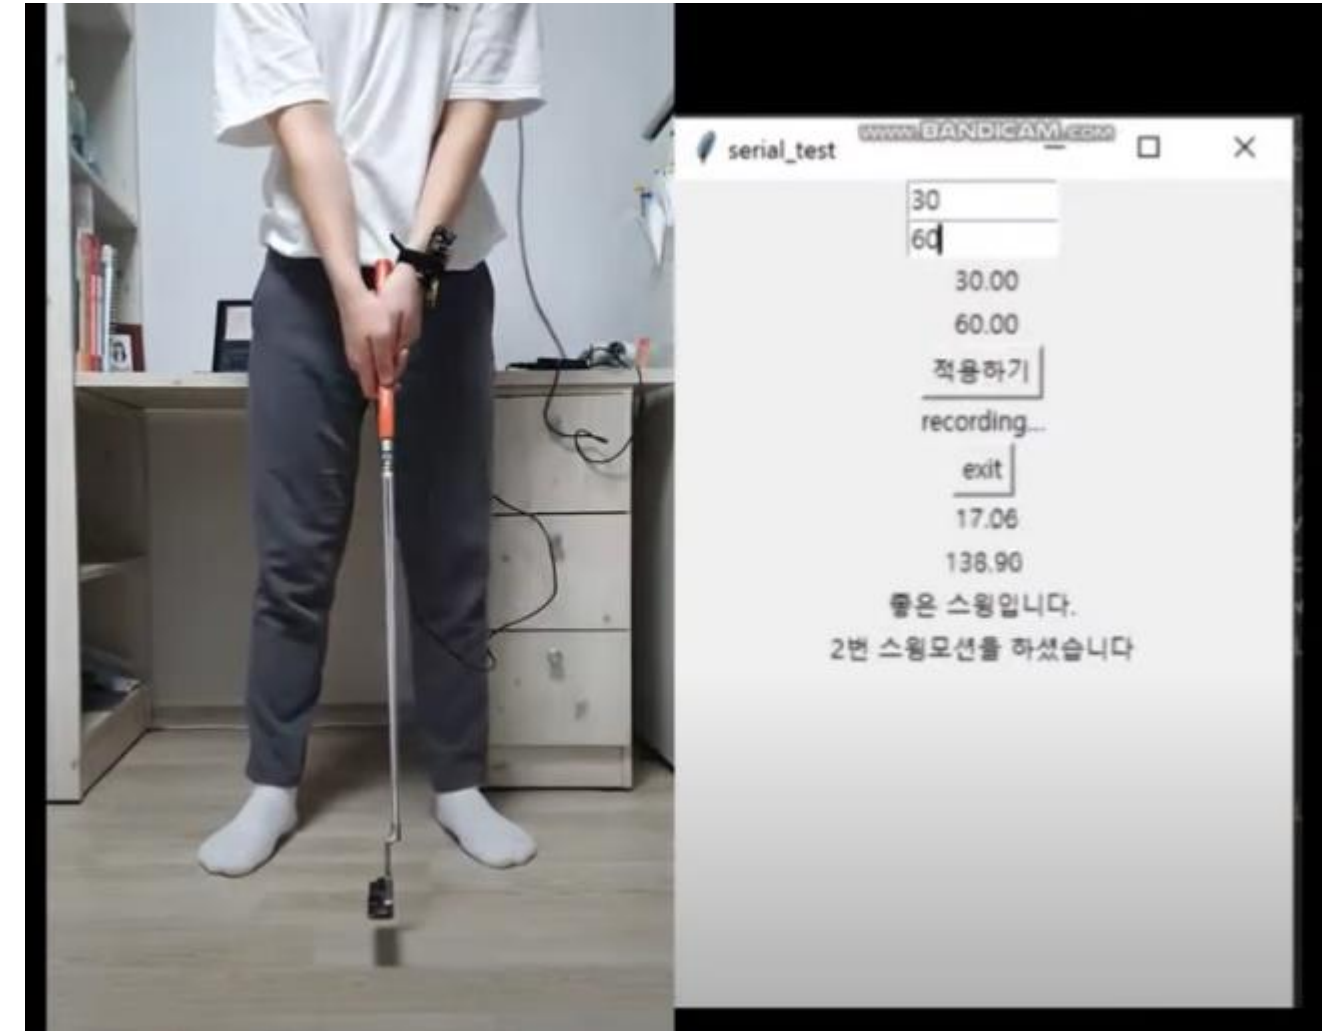 serial_test
www.BANDICAM.com
30
60
30.00
60.00
적용하기
recording...
exit
17.06
138.90
좋은 스윙입니다.
2번 스윙모션을 하셨습니다